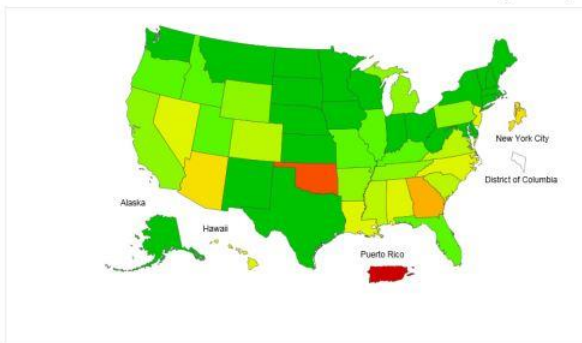 New York City
District of Columbia
Alaska
Hawaii
Puerto Rico